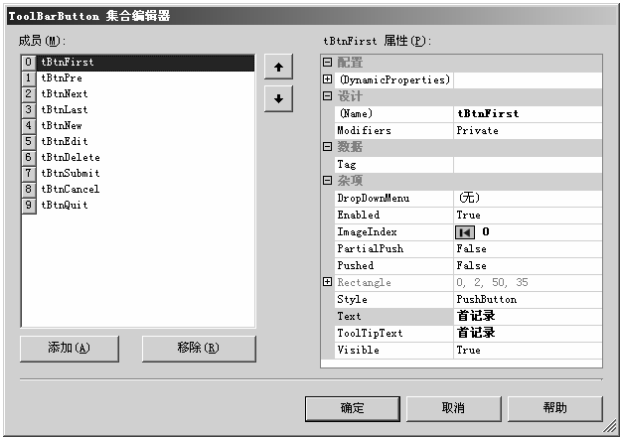 ToolBarButton 集合编辑器
成员(M):
0 tBtnFirst
1 tBtnPre
2 tBtnNext
3 tBtnLast
4 tBtnNew
5 tBtnEdit
6 tBtnDelete
7 tBtnSubmit
8 tBtnCancel
9 tBtnQuit
添加(A) 移除(R)
tBtnFirst 属性(P):
配置
(DynamicProperties)
设计
(Name) tBtnFirst
Modifiers Private
数据
Tag
杂项
DropDownMenu (无)
Enabled True
ImageIndex 0
PartialPush False
Pushed False
Rectangle 0, 2, 50, 35
Style PushButton
Text 首记录
ToolTipText 首记录
Visible True
确定 取消 帮助